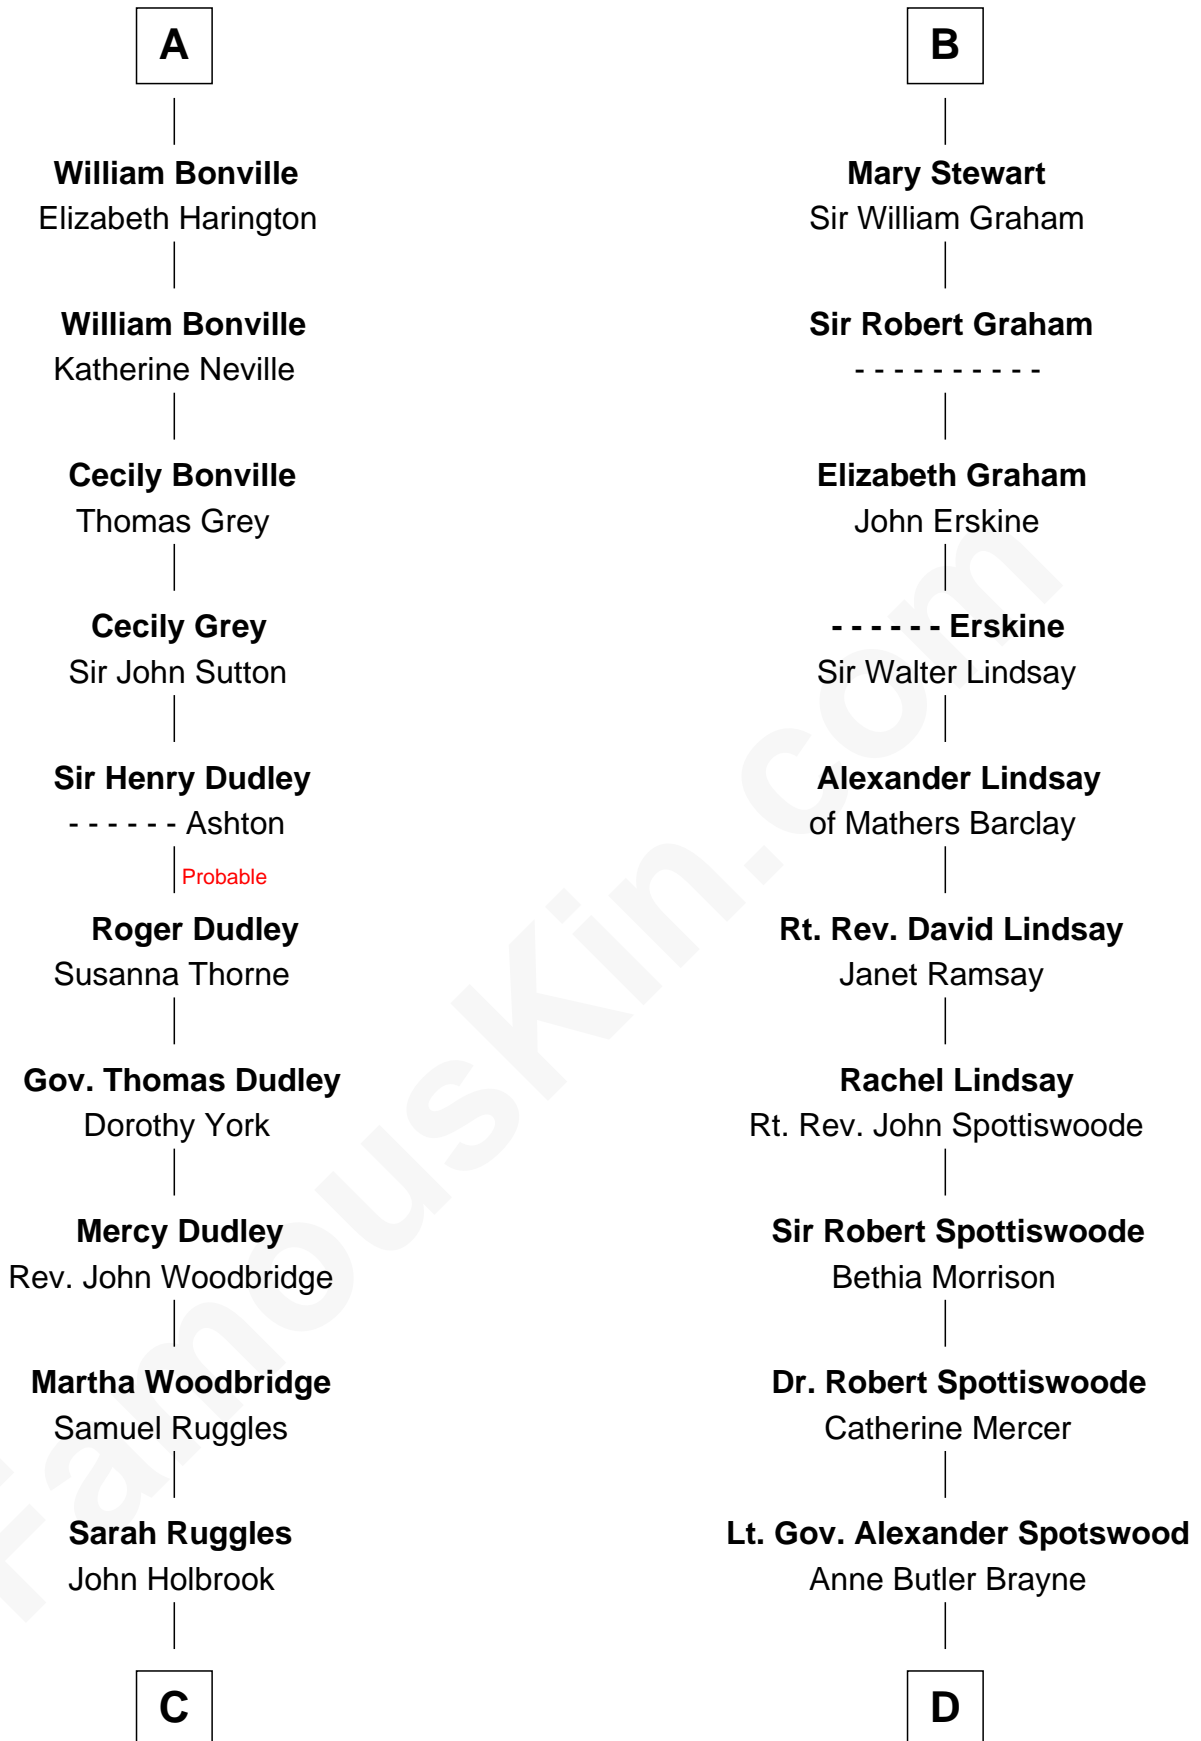 A
William Bonville
Elizabeth Harington
William Bonville
Katherine Neville
Cecily Bonville
Thomas Grey
Cecily Grey
Sir John Sutton
Sir Henry Dudley
- - - - - - Ashton
Probable
Roger Dudley
Susanna Thorne
Gov. Thomas Dudley
Dorothy York
Mercy Dudley
Rev. John Woodbridge
Martha Woodbridge
Samuel Ruggles
Sarah Ruggles
John Holbrook
C
B
Mary Stewart
Sir William Graham
Sir Robert Graham
- - - - - - - - - -
Elizabeth Graham
John Erskine
- - - - - - Erskine
Sir Walter Lindsay
Alexander Lindsay
of Mathers Barclay
Rt. Rev. David Lindsay
Janet Ramsay
Rachel Lindsay
Rt. Rev. John Spottiswoode
Sir Robert Spottiswoode
Bethia Morrison
Dr. Robert Spottiswoode
Catherine Mercer
Lt. Gov. Alexander Spotswood
Anne Butler Brayne
D
FamousKin.com